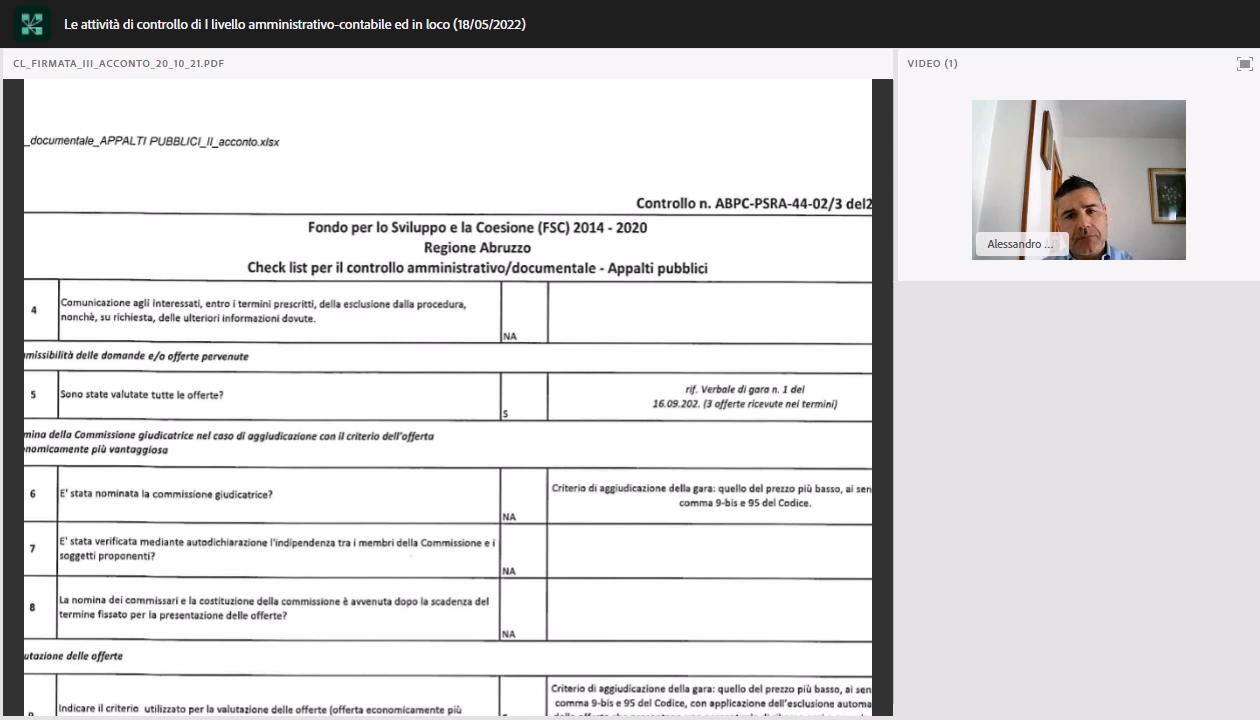 Le attività di controllo di I livello amministrativo-contabile ed in loco (18/05/2022)
CL_FIRMATA_III_ACCONTO_20_10_21.PDF
VIDEO (1)
_documentale_APPALTI PUBBLICI_II_acconto.xlsx
Controllo n. ABPC-PSRA-44-02/3 del2
Fondo per lo Sviluppo e la Coesione (FSC) 2014 - 2020
Regione Abruzzo
Check list per il controllo amministrativo/documentale - Appalti pubblici
4
Comunicazione agli interessati, entro i termini prescritti, della esclusione dalla procedura,
nonchè, su richiesta, delle ulteriori informazioni dovute.
NA
missibilità delle domande e/o offerte pervenute
5
Sono state valutate tutte le offerte?
S
rif. Verbale di gara n. 1 del
16.09.202. (3 offerte ricevute nei termini)
mina della Commissione giudicatrice nel caso di aggiudicazione con il criterio dell'offerta
nomicamente più vantaggiosa
6
E' stata nominata la commissione giudicatrice?
NA
Criterio di aggiudicazione della gara: quello del prezzo più basso, ai sen
comma 9-bis e 95 del Codice.
7
E' stata verificata mediante autodichiarazione l'indipendenza tra i membri della Commissione e i
soggetti proponenti?
NA
8
La nomina dei commissari e la costituzione della commissione è avvenuta dopo la scadenza del
termine fissato per la presentazione delle offerte?
NA
utazione delle offerte
Indicare il criterio utilizzato per la valutazione delle offerte (offerta economicamente più
Criterio di aggiudicazione della gara: quello del prezzo più basso, ai sen
comma 9-bis e 95 del Codice, con applicazione dell'esclusione automa
Alessandro ...